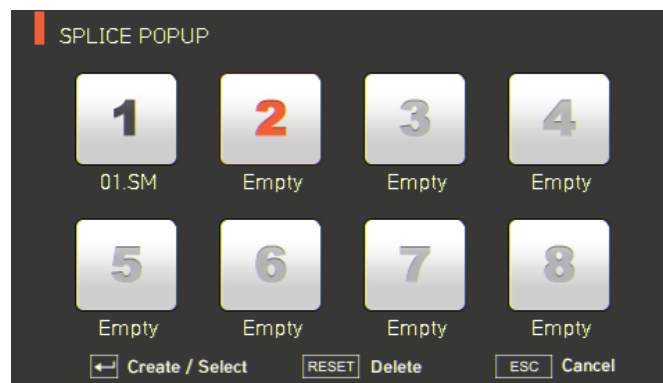 SPLICE POPUP
1 2 3 4
01.SM Empty Empty Empty
5 6 7 8
Empty Empty Empty Empty
Create / Select RESET Delete ESC Cancel